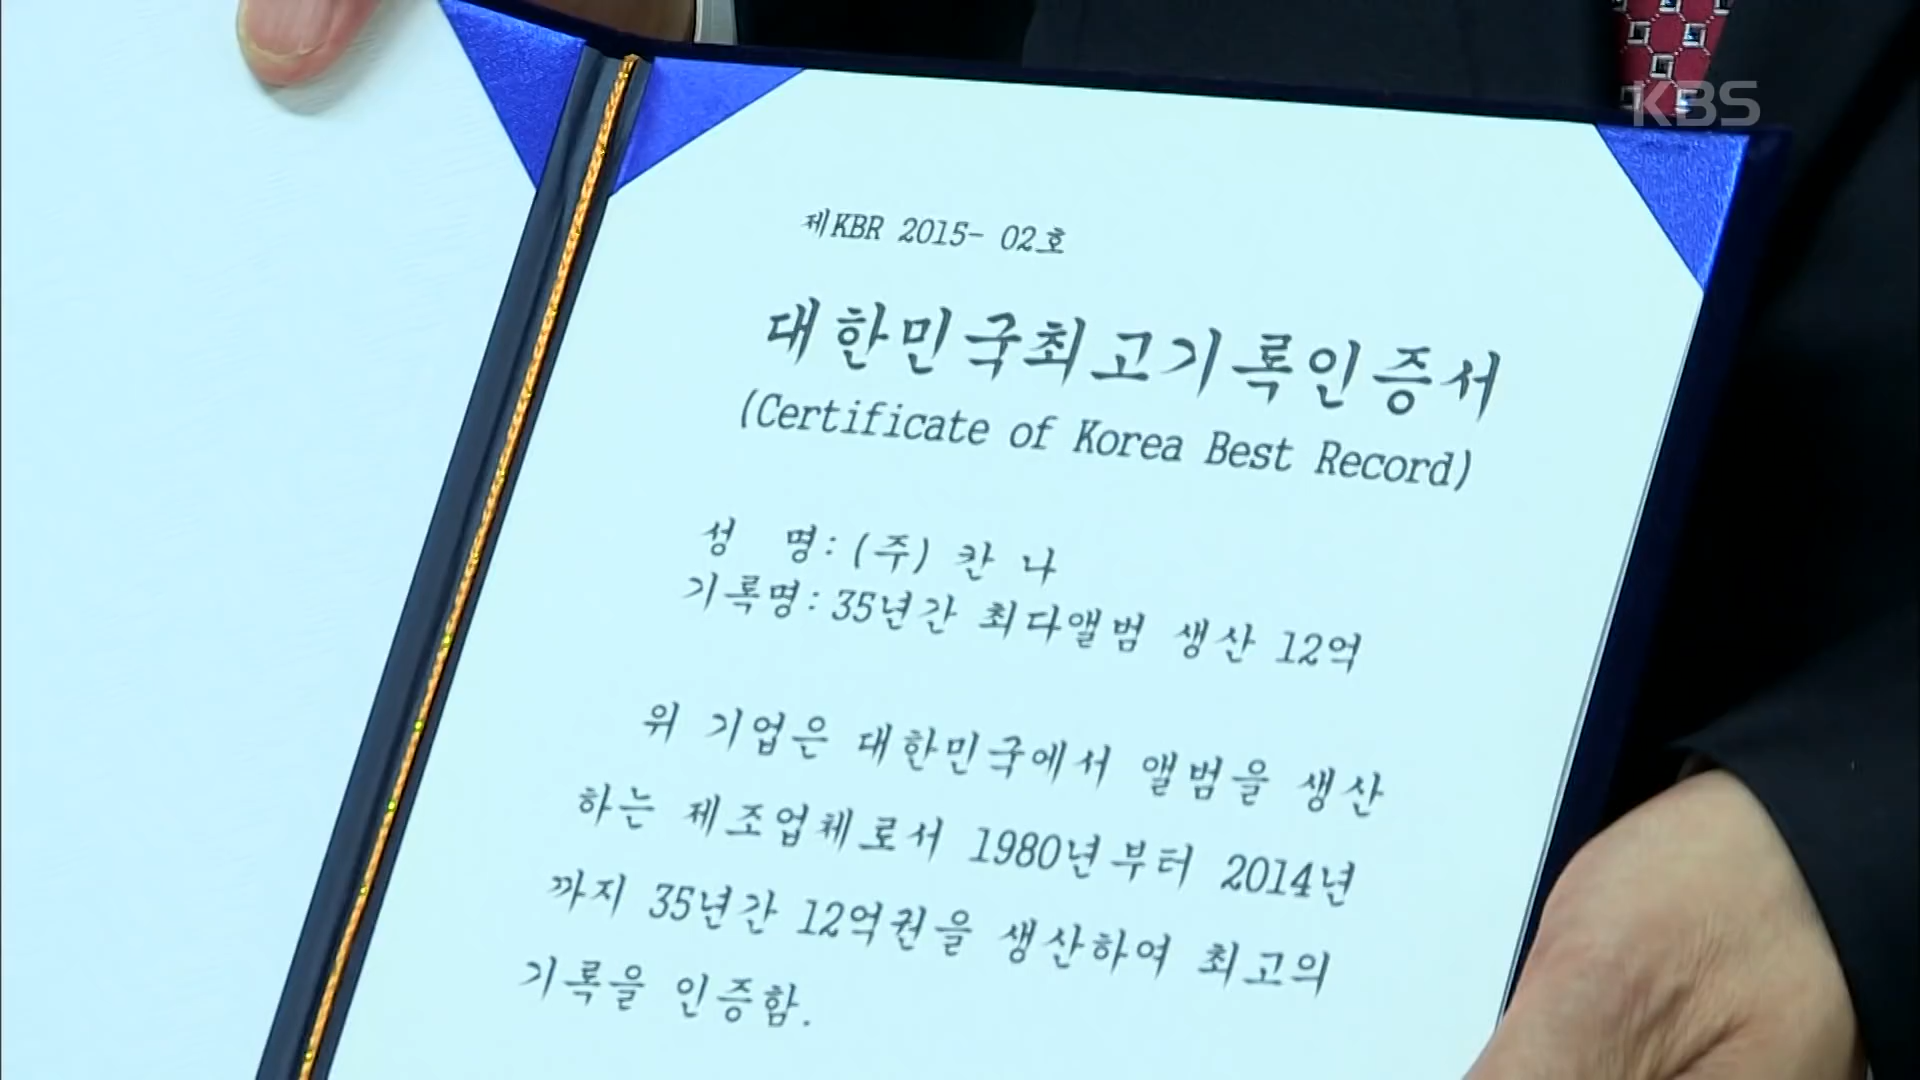 KBS
제KBR 2015- 02호
대한민국최고기록인증서
(Certificate of Korea Best Record)
성 명: (주) 칸 나
기록명: 35년간 최다앨범 생산 12억
위 기업은 대한민국에서 앨범을 생산
하는 제조업체로서 1980년부터 2014년
까지 35년간 12억권을 생산하여 최고의
기록을 인증함.